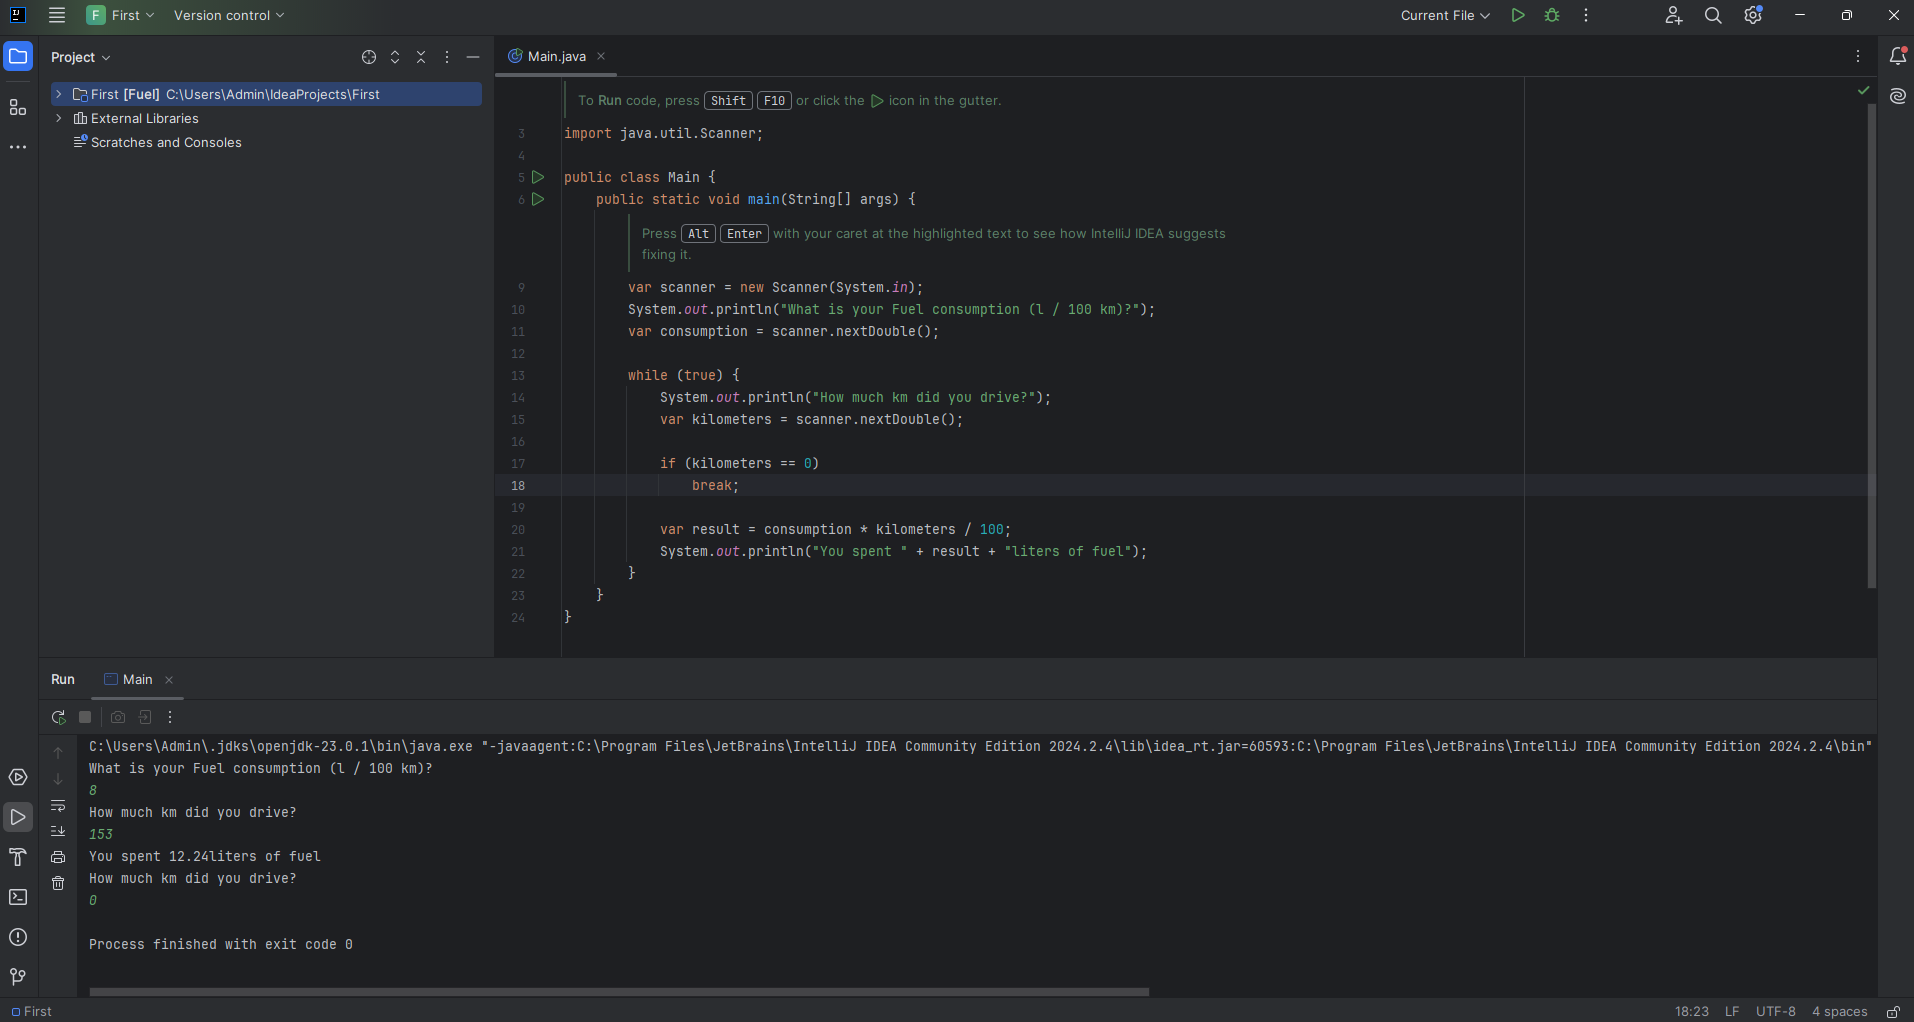 IJ
F First Version control
Current File
Project
Main.java
First [Fuel] C:\Users\Admin\IdeaProjects\First
External Libraries
Scratches and Consoles
To Run code, press Shift F10 or click the icon in the gutter.
3 import java.util.Scanner;
4
5 public class Main {
6 public static void main(String[] args) {
Press Alt Enter with your caret at the highlighted text to see how IntelliJ IDEA suggests
fixing it.
9 var scanner = new Scanner(System.in);
10 System.out.println("What is your Fuel consumption (l / 100 km)?");
11 var consumption = scanner.nextDouble();
12
13 while (true) {
14 System.out.println("How much km did you drive?");
15 var kilometers = scanner.nextDouble();
16
17 if (kilometers == 0)
18 break;
19
20 var result = consumption * kilometers / 100;
21 System.out.println("You spent " + result + "liters of fuel");
22 }
23 }
24 }
Run Main
C:\Users\Admin\.jdks\openjdk-23.0.1\bin\java.exe "-javaagent:C:\Program Files\JetBrains\IntelliJ IDEA Community Edition 2024.2.4\lib\idea_rt.jar=60593:C:\Program Files\JetBrains\IntelliJ IDEA Community Edition 2024.2.4\bin"
What is your Fuel consumption (l / 100 km)?
8
How much km did you drive?
153
You spent 12.24liters of fuel
How much km did you drive?
0
Process finished with exit code 0
First
18:23 LF UTF-8 4 spaces